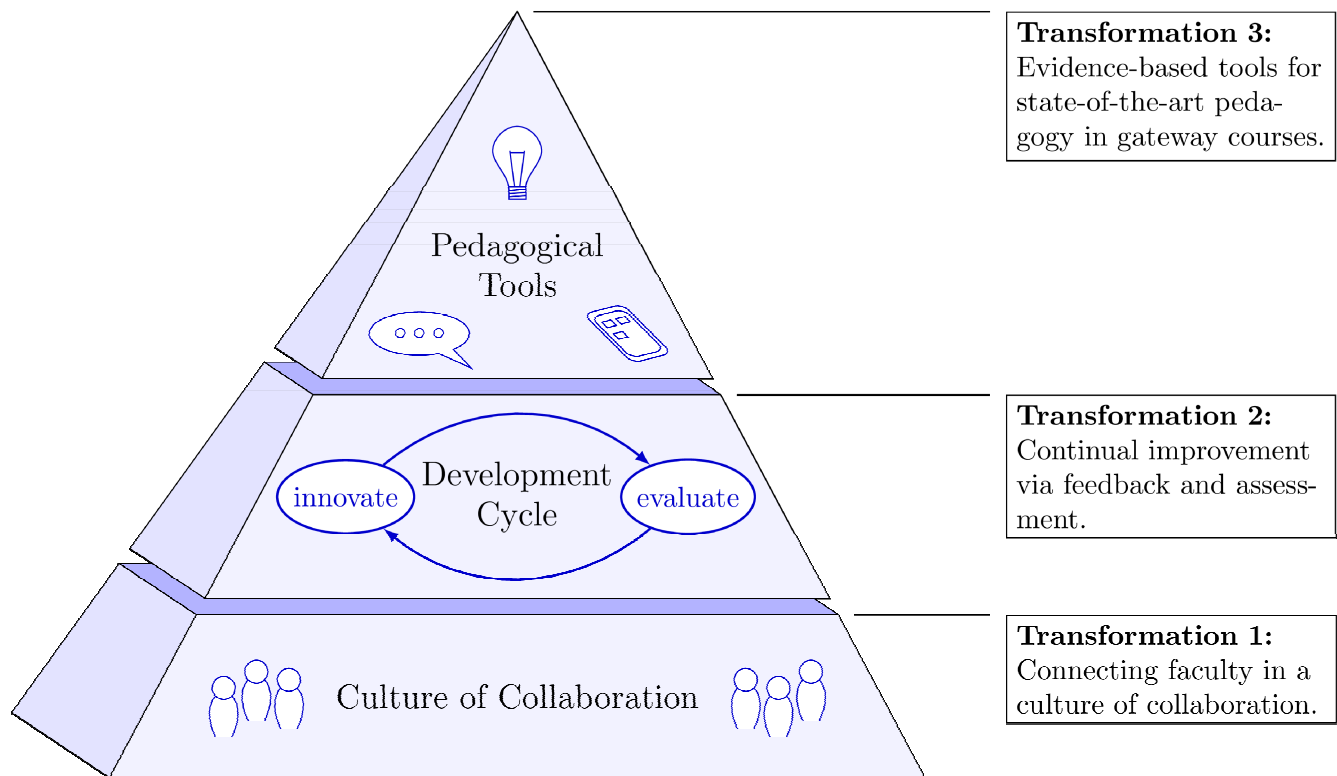 Transformation 3:
Evidence-based tools for
state-of-the-art peda-
gogy in gateway courses.
Pedagogical
Tools
Transformation 2:
Continual improvement
via feedback and assess-
ment.
Development
Cycle
innovate
evaluate
Transformation 1:
Connecting faculty in a
culture of collaboration.
Culture of Collaboration